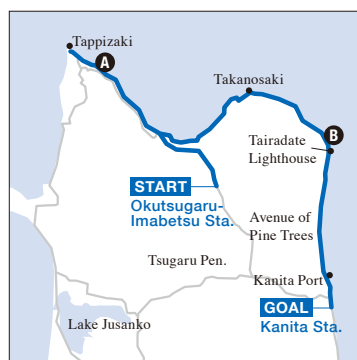 Tappizaki
A
Takanosaki
B
Tairadate
Lighthouse
START
Okutsugaru-
Imabetsu Sta.
Avenue of
Pine Trees
Tsugaru Pen.
Kanita Port
GOAL
Kanita Sta.
Lake Jusanko